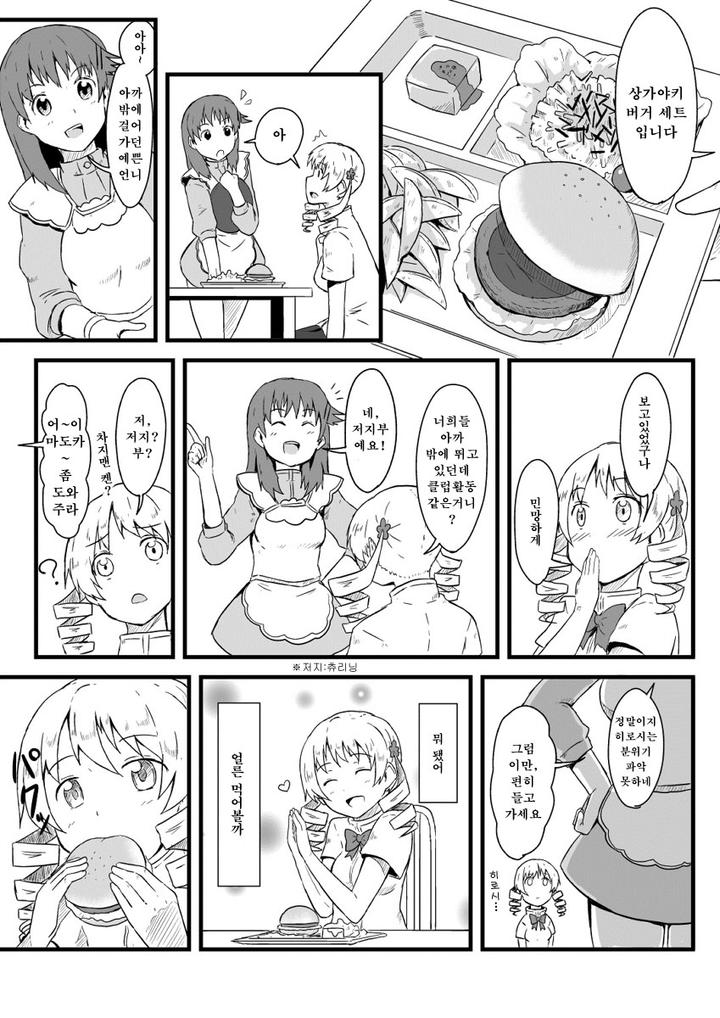 상가야키
버거 세트
입니다
아
아아~
아까
밖에
걸어
가던
예쁜
언니
보고있었구나
민망하게
너희들
아까 뛰고
밖에
있던데
클럽활동
같은거니
?
네,
저지부
예요!
저,
저지?
부?
차지맨 켄?
어~이
마도카
~ 좀
도와
주라
?
※저지:츄리닝
정말이지
히로시는
분위기
파악
못하네
그럼
이만,
편히
들고
가세요
히로시…
뭐 됐어
얼른 먹어볼까
パクッ